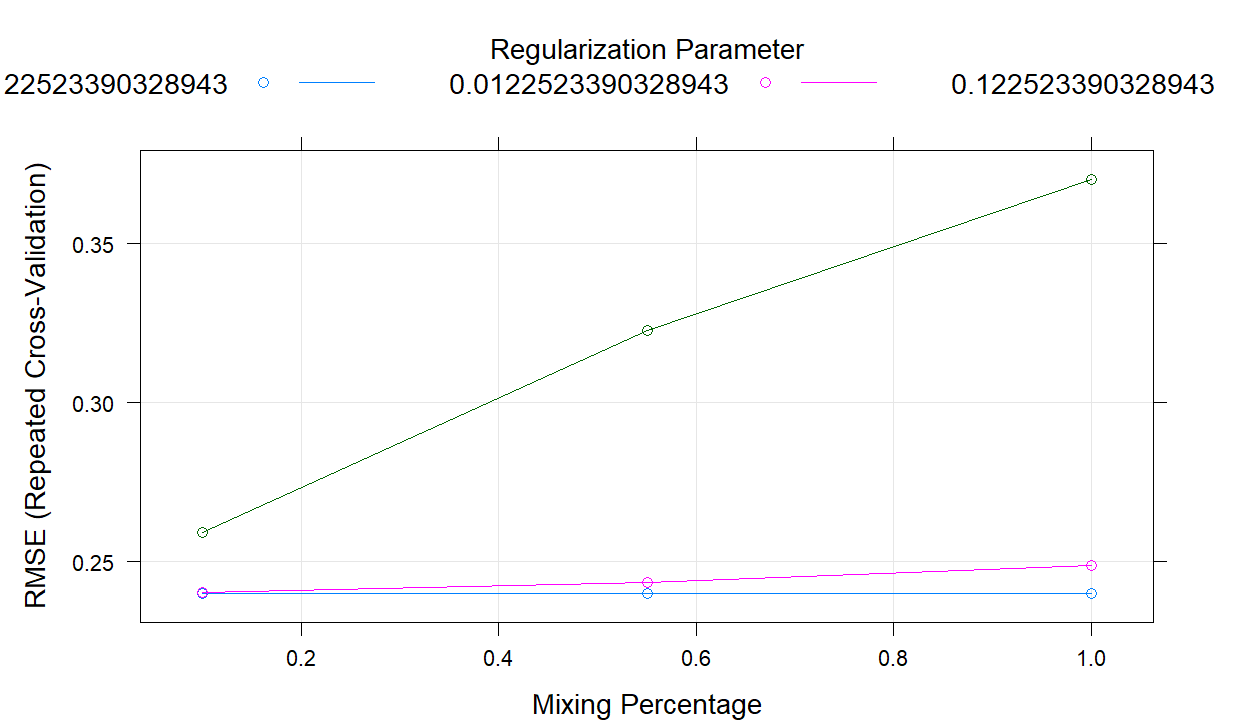 Regularization Parameter
22523390328943 0.0122523390328943 0.122523390328943
RMSE (Repeated Cross-Validation)
0.35
0.30
0.25
0.2 0.4 0.6 0.8 1.0
Mixing Percentage